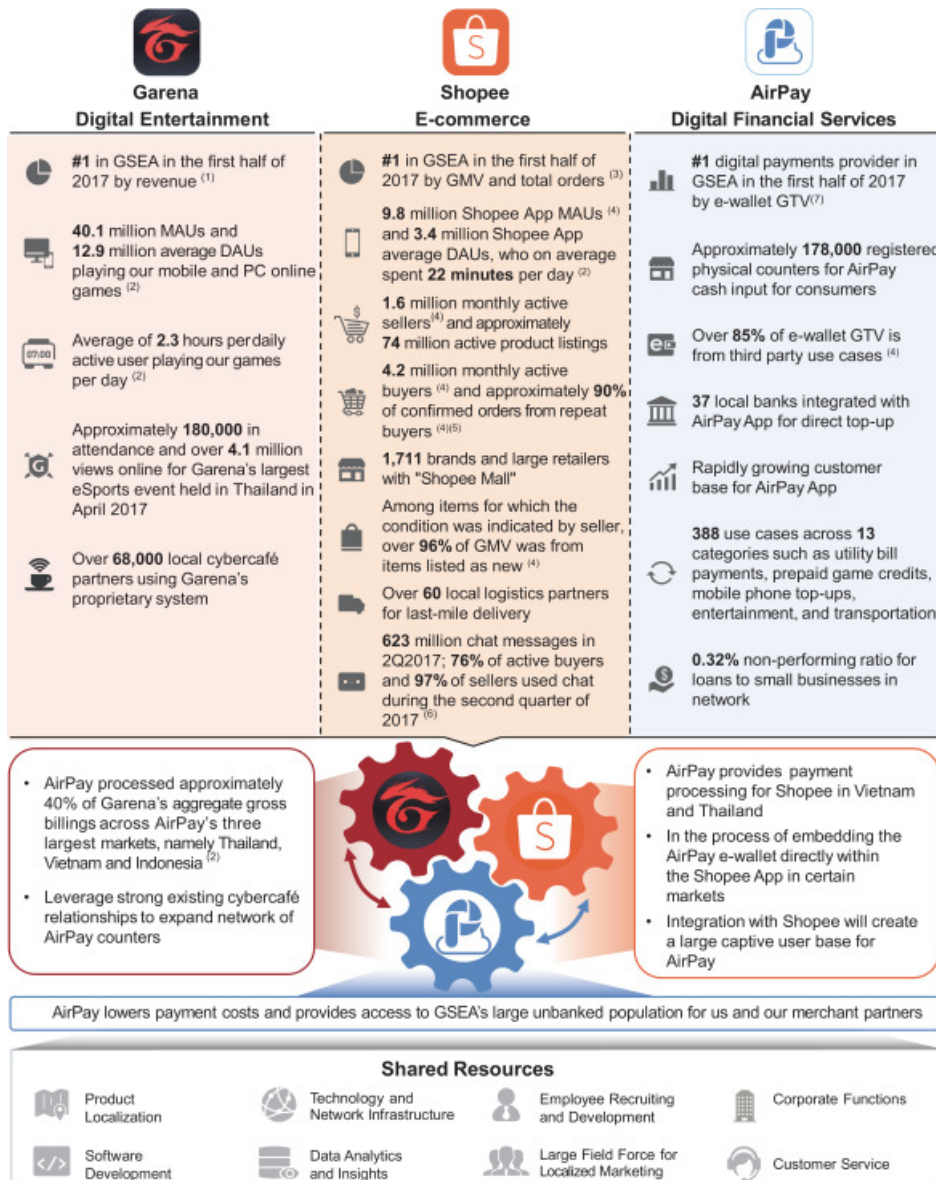 Garena
Digital Entertainment
#1 in GSEA in the first half of
2017 by revenue (1)
40.1 million MAUs and
12.9 million average DAUs
playing our mobile and PC online
games (2)
07:00
Average of 2.3 hours per daily
active user playing our games
per day (2)
Approximately 180,000 in
attendance and over 4.1 million
views online for Garena's largest
eSports event held in Thailand in
April 2017
Over 68,000 local cybercafé
partners using Garena's
proprietary system
Shopee
E-commerce
#1 in GSEA in the first half of
2017 by GMV and total orders (3)
9.8 million Shopee App MAUs (4)
and 3.4 million Shopee App
average DAUs, who on average
spent 22 minutes per day (2)
1.6 million monthly active
sellers(4) and approximately
74 million active product listings
4.2 million monthly active
buyers (4) and approximately 90%
of confirmed orders from repeat
buyers (4)(5)
1,711 brands and large retailers
with "Shopee Mall"
Among items for which the
condition was indicated by seller,
over 96% of GMV was from
items listed as new (4)
Over 60 local logistics partners
for last-mile delivery
623 million chat messages in
2Q2017; 76% of active buyers
and 97% of sellers used chat
during the second quarter of
2017 (6)
AirPay
Digital Financial Services
#1 digital payments provider in
GSEA in the first half of 2017
by e-wallet GTV(7)
Approximately 178,000 registered
physical counters for AirPay
cash input for consumers
Over 85% of e-wallet GTV is
from third party use cases (4)
37 local banks integrated with
AirPay App for direct top-up
Rapidly growing customer
base for AirPay App
388 use cases across 13
categories such as utility bill
payments, prepaid game credits,
mobile phone top-ups,
entertainment, and transportation
0.32% non-performing ratio for
loans to small businesses in
network
• AirPay processed approximately
40% of Garena's aggregate gross
billings across AirPay's three
largest markets, namely Thailand,
Vietnam and Indonesia (2)
• Leverage strong existing cybercafé
relationships to expand network of
AirPay counters
• AirPay provides payment
processing for Shopee in Vietnam
and Thailand
• In the process of embedding the
AirPay e-wallet directly within
the Shopee App in certain
markets
• Integration with Shopee will create
a large captive user base for
AirPay
AirPay lowers payment costs and provides access to GSEA's large unbanked population for us and our merchant partners
Shared Resources
Product
Localization
Technology and
Network Infrastructure
Employee Recruiting
and Development
Corporate Functions
Software
Development
Data Analytics
and Insights
Large Field Force for
Localized Marketing
Customer Service